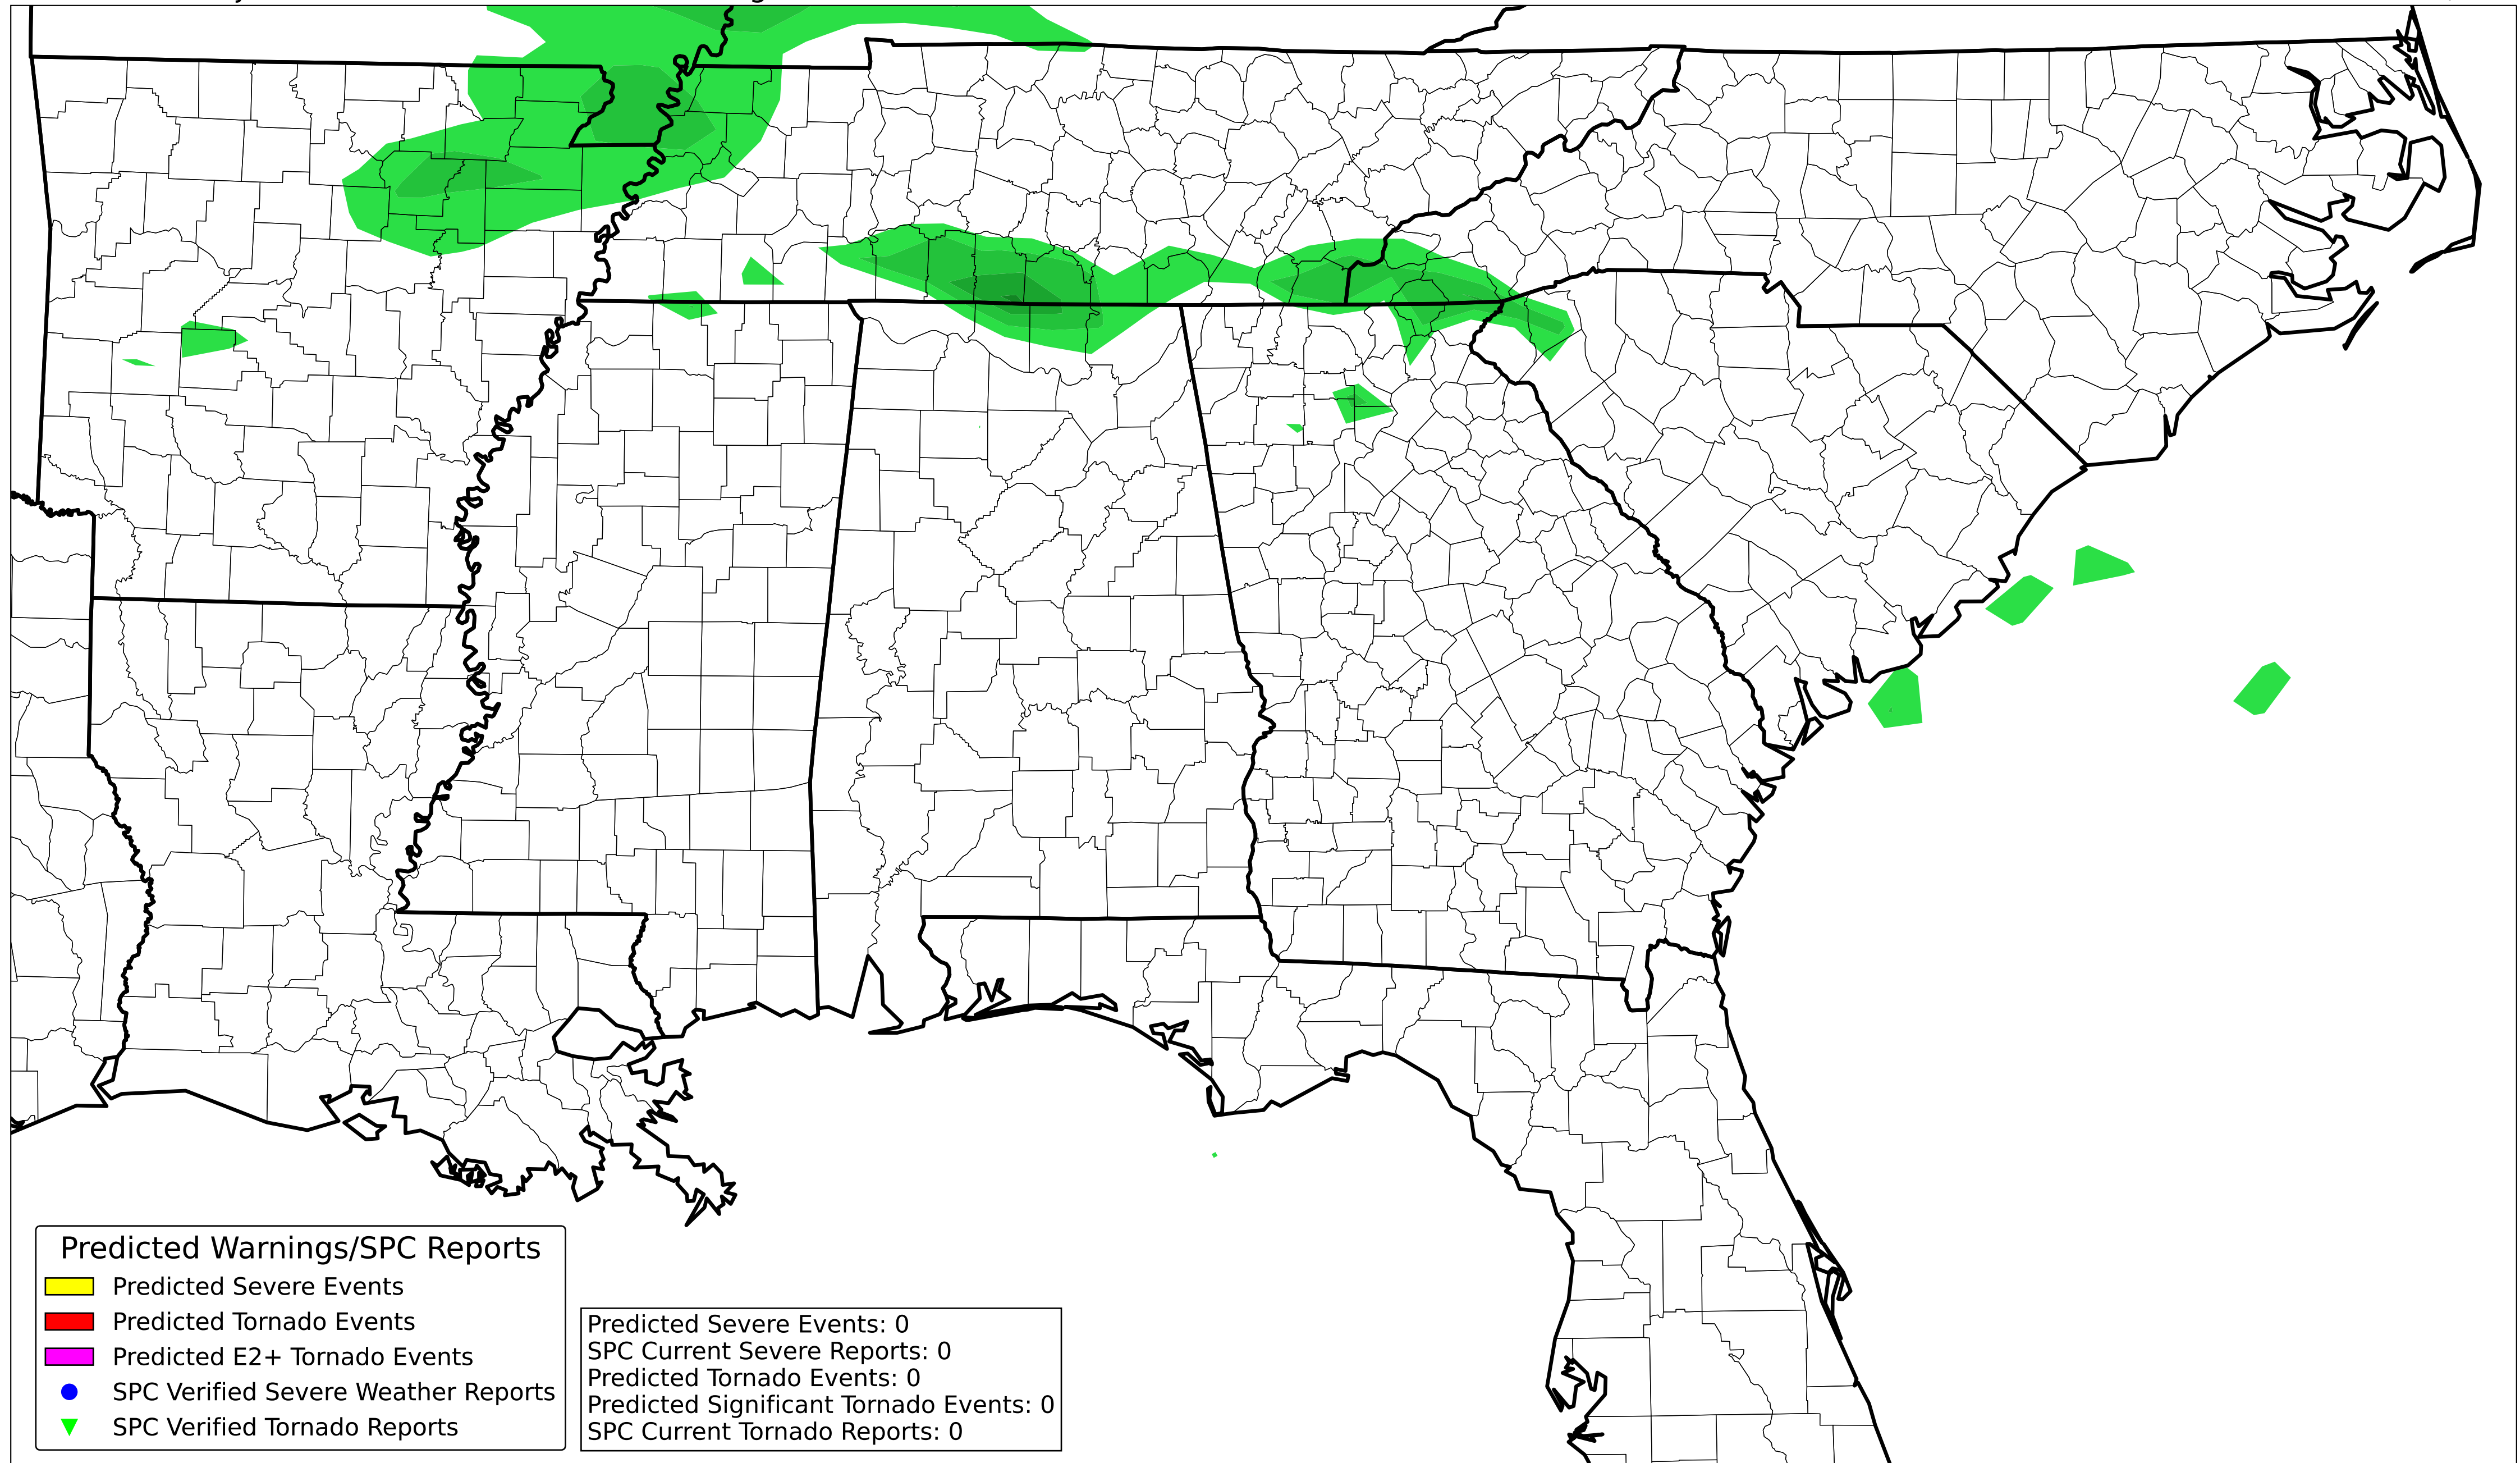 Predicted Warnings/SPC Reports
Predicted Severe Events
Predicted Tornado Events
Predicted E2+ Tornado Events
SPC Verified Severe Weather Reports
SPC Verified Tornado Reports
Predicted Severe Events: 0
SPC Current Severe Reports: 0
Predicted Tornado Events: 0
Predicted Significant Tornado Events: 0
SPC Current Tornado Reports: 0